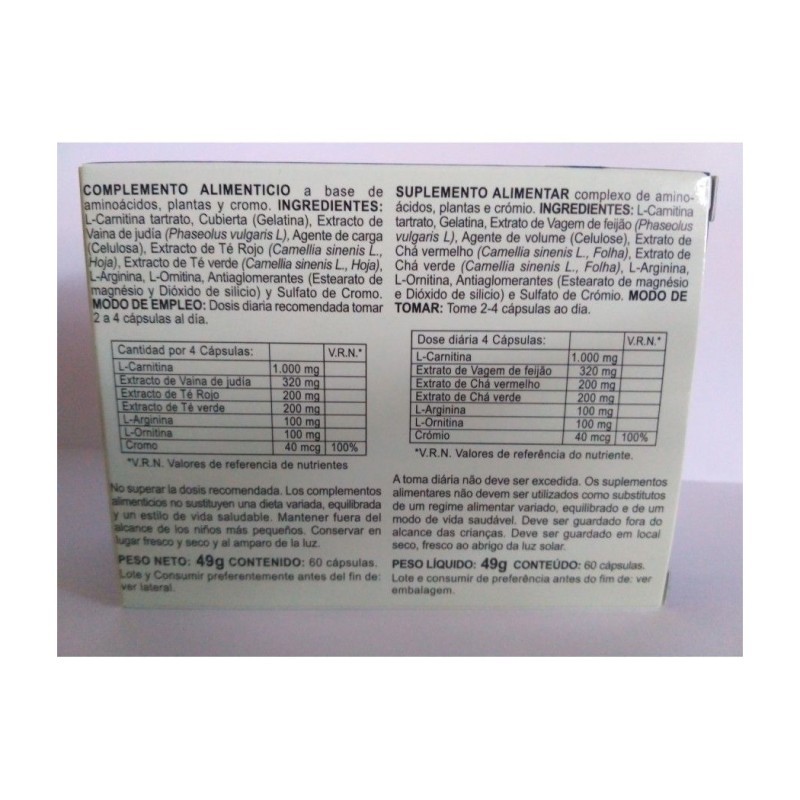 COMPLEMENTO ALIMENTICIO a base de
aminoácidos, plantas y cromo. INGREDIENTES:
L-Carnitina tartrato, Cubierta (Gelatina), Extracto de
Vaina de judía (Phaseolus vulgaris L), Agente de carga
(Celulosa), Extracto de Té Rojo (Camellia sinenis L.,
Hoja), Extracto de Té verde (Camellia sinenis L., Hoja),
L-Arginina, L-Ornitina, Antiaglomerantes (Estearato de
magnésio y Dióxido de silicio) y Sulfato de Cromo.
MODO DE EMPLEO: Dosis diaria recomendada tomar
2 a 4 cápsulas al día.
Cantidad por 4 Cápsulas: V.R.N.*
L-Carnitina 1.000 mg
Extracto de Vaina de judía 320 mg
Extracto de Té Rojo 200 mg
Extracto de Té verde 200 mg
L-Arginina 100 mg
L-Ornitina 100 mg
Cromo 40 mcg 100%
*V.R.N. Valores de referencia de nutrientes
No superar la dosis recomendada. Los complementos
alimenticios no sustituyen una dieta variada, equilibrada
y un estilo de vida saludable. Mantener fuera del
alcance de los niños más pequeños. Conservar en
lugar fresco y seco y al amparo de la luz.
PESO NETO: 49g CONTENIDO: 60 cápsulas.
Lote y Consumir preferentemente antes del fin de:
ver lateral.
SUPLEMENTO ALIMENTAR complexo de amino-
ácidos, plantas e crómio. INGREDIENTES: L-Carnitina
tartrato, Gelatina, Extrato de Vagem de feijão (Phaseolus
vulgaris L), Agente de volume (Celulose), Extrato de
Chá vermelho (Camellia sinenis L., Folha), Extrato de
Chá verde (Camellia sinenis L., Folha), L-Arginina,
L-Ornitina, Antiaglomerantes (Estearato de magnésio
e Dióxido de silício) e Sulfato de Crómio. MODO DE
TOMAR: Tome 2-4 cápsulas ao dia.
Dose diária 4 Cápsulas: V.R.N.*
L-Carnitina 1.000 mg
Extrato de Vagem de feijão 320 mg
Extrato de Chá vermelho 200 mg
Extrato de Chá verde 200 mg
L-Arginina 100 mg
L-Ornitina 100 mg
Crómio 40 mcg 100%
*V.R.N. Valores de referência do nutriente.
A toma diária não deve ser excedida. Os suplementos
alimentares não devem ser utilizados como substitutos
de um regime alimentar variado, equilibrado e de um
modo de vida saudável. Deve ser guardado fora do
alcance das crianças. Deve ser guardado em local
seco, fresco ao abrigo da luz solar.
PESO LÍQUIDO: 49g CONTEÚDO: 60 cápsulas.
Lote e consumir de preferência antes do fim de: ver
embalagem.